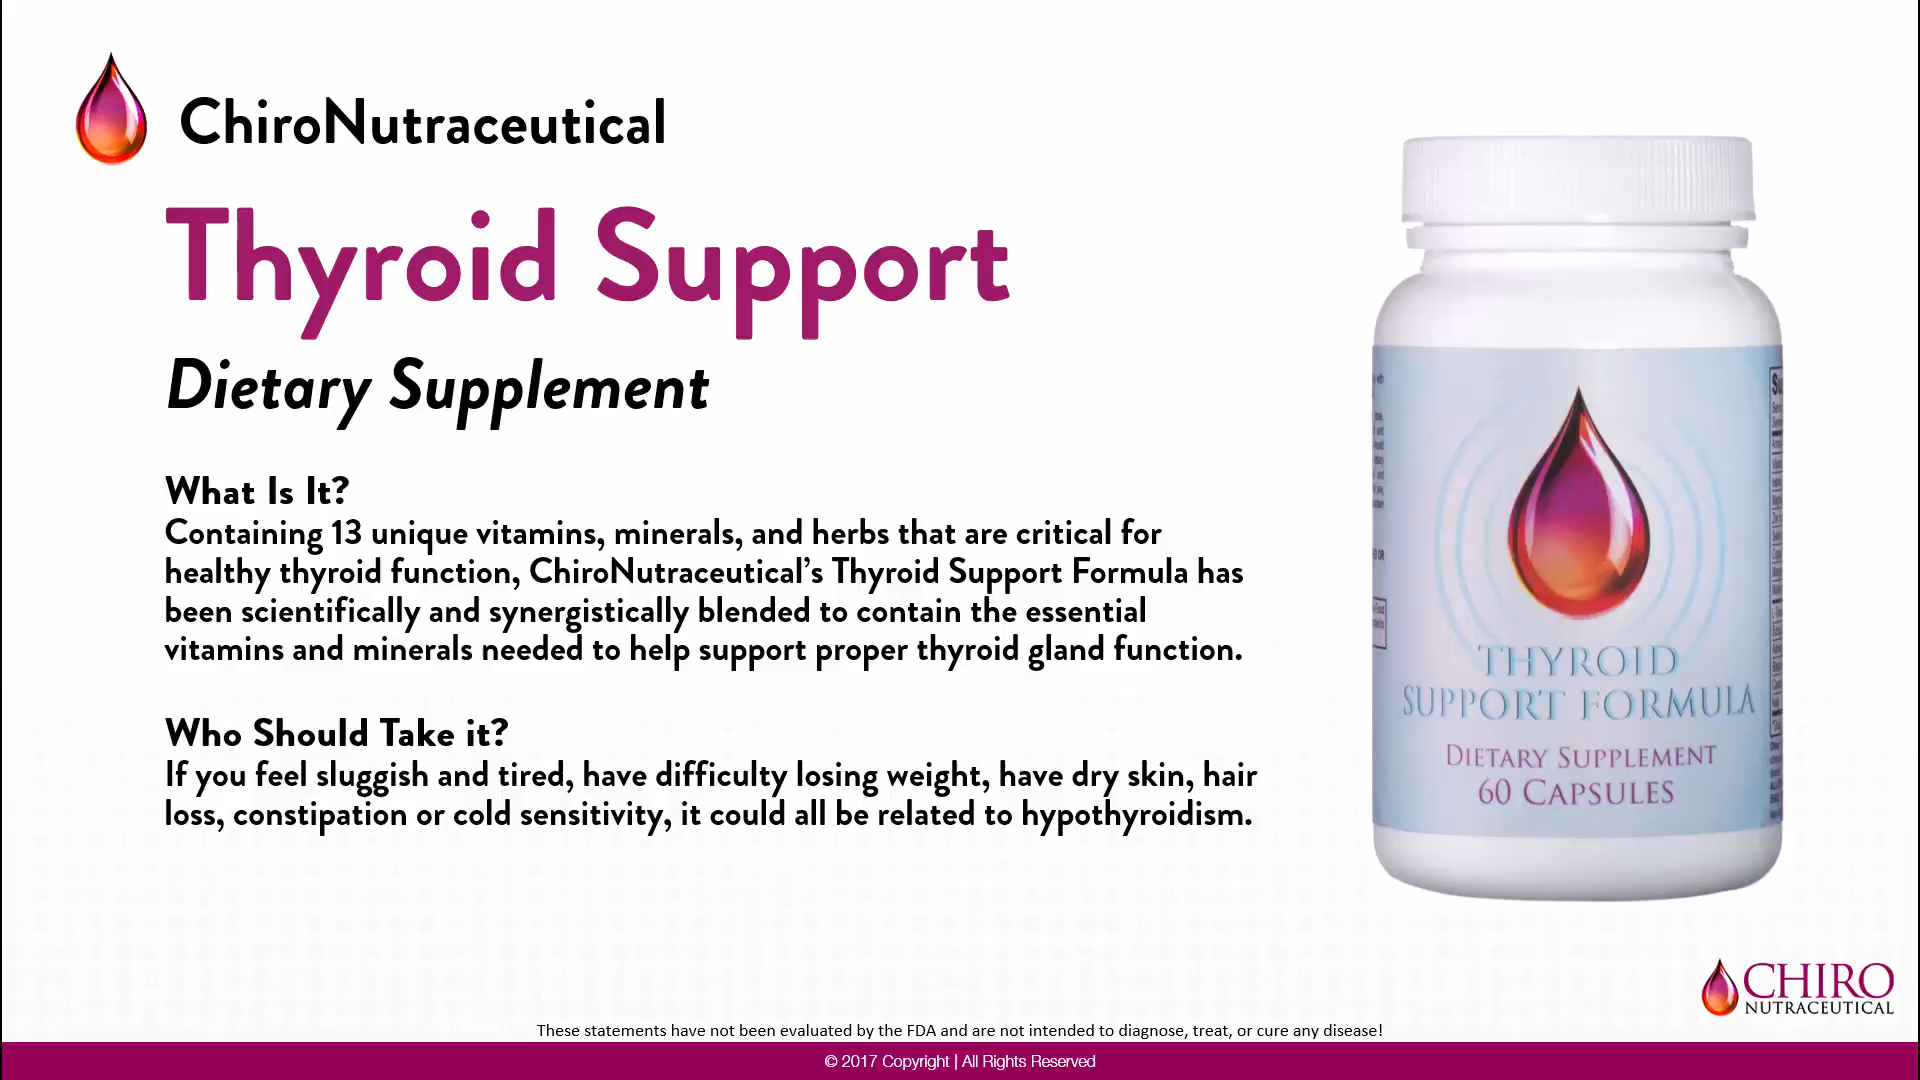 ChiroNutraceutical
Thyroid Support
Dietary Supplement
What Is It?
Containing 13 unique vitamins, minerals, and herbs that are critical for
healthy thyroid function, ChiroNutraceutical's Thyroid Support Formula has
been scientifically and synergistically blended to contain the essential
vitamins and minerals needed to help support proper thyroid gland function.
Who Should Take it?
If you feel sluggish and tired, have difficulty losing weight, have dry skin, hair
loss, constipation or cold sensitivity, it could all be related to hypothyroidism.
THYROID
SUPPORT FORMULA
DIETARY SUPPLEMENT
60 CAPSULES
CHIRO
NUTRACEUTICAL
These statements have not been evaluated by the FDA and are not intended to diagnose, treat, or cure any disease!
© 2017 Copyright | All Rights Reserved